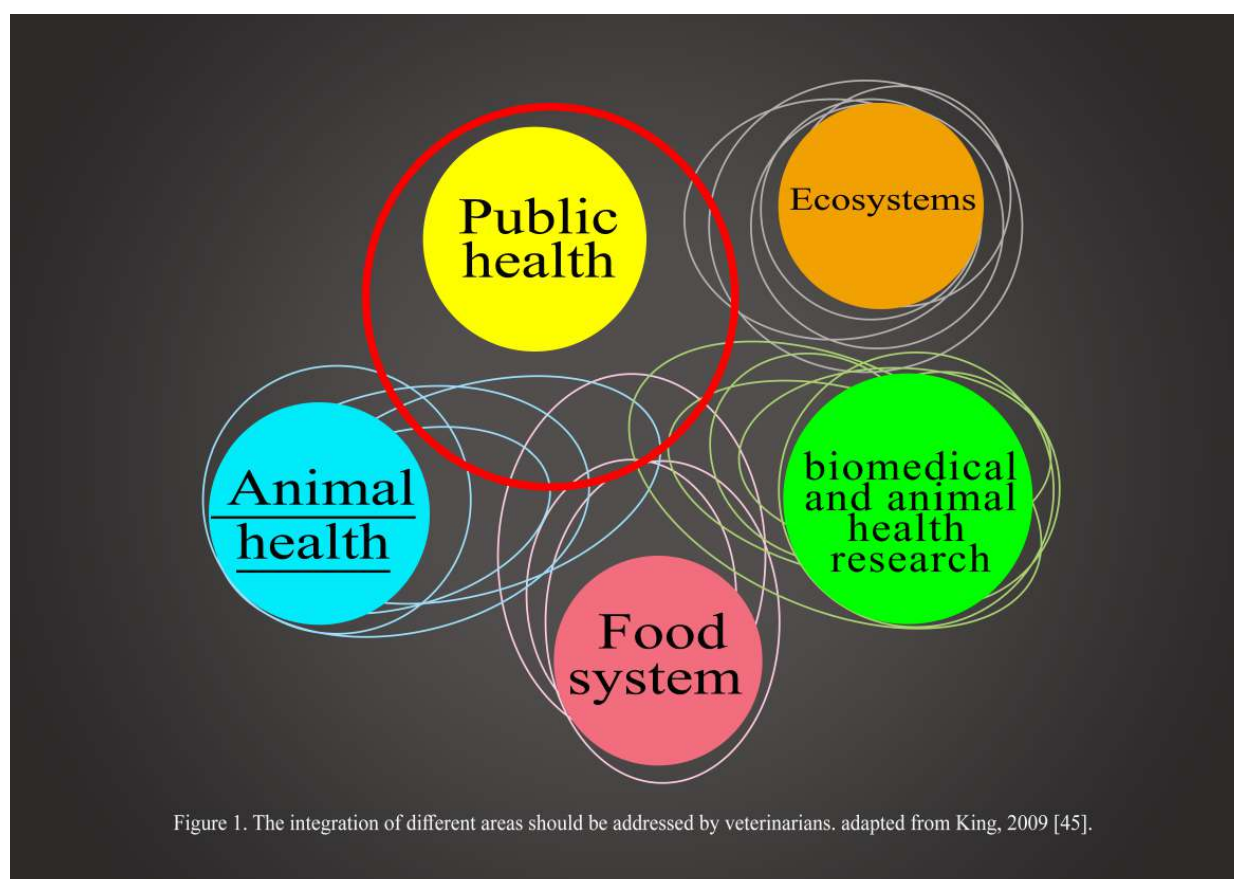 Public
health
Ecosystems
Animal
health
biomedical
and animal
health
research
Food
system
Figure 1. The integration of different areas should be addressed by veterinarians. adapted from King, 2009 [45].